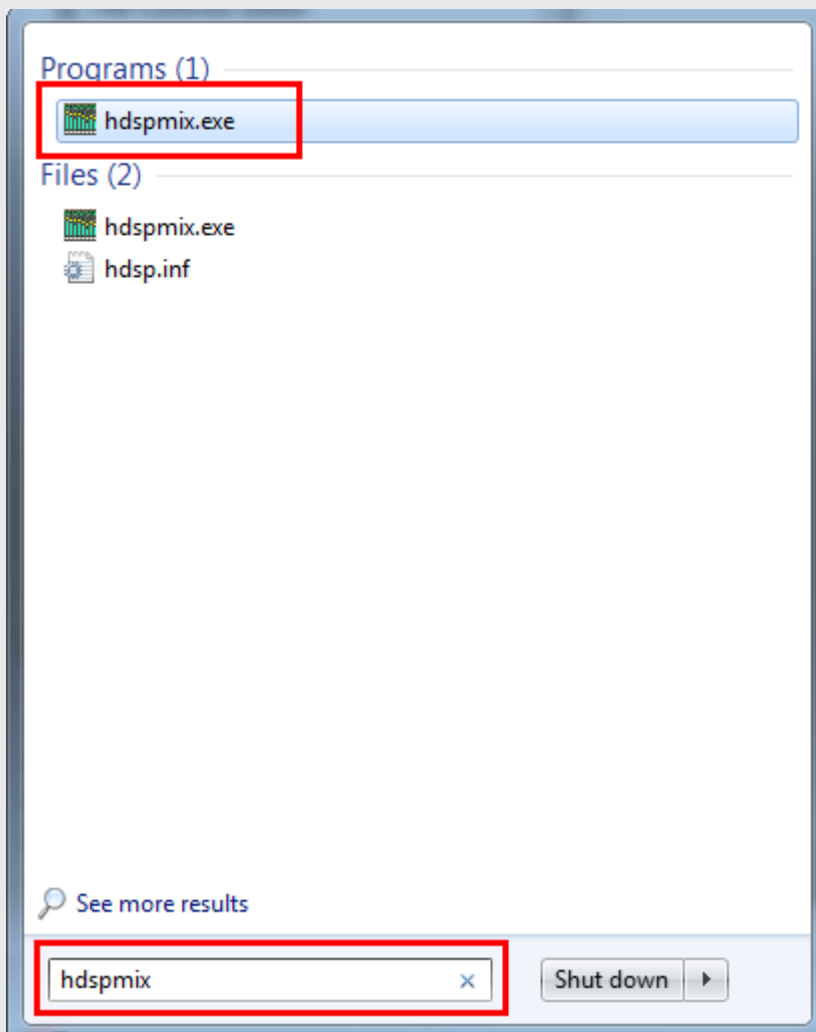 Programs (1)
hdspmix.exe
Files (2)
hdspmix.exe
hdsp.inf
See more results
hdspmix
Shut down